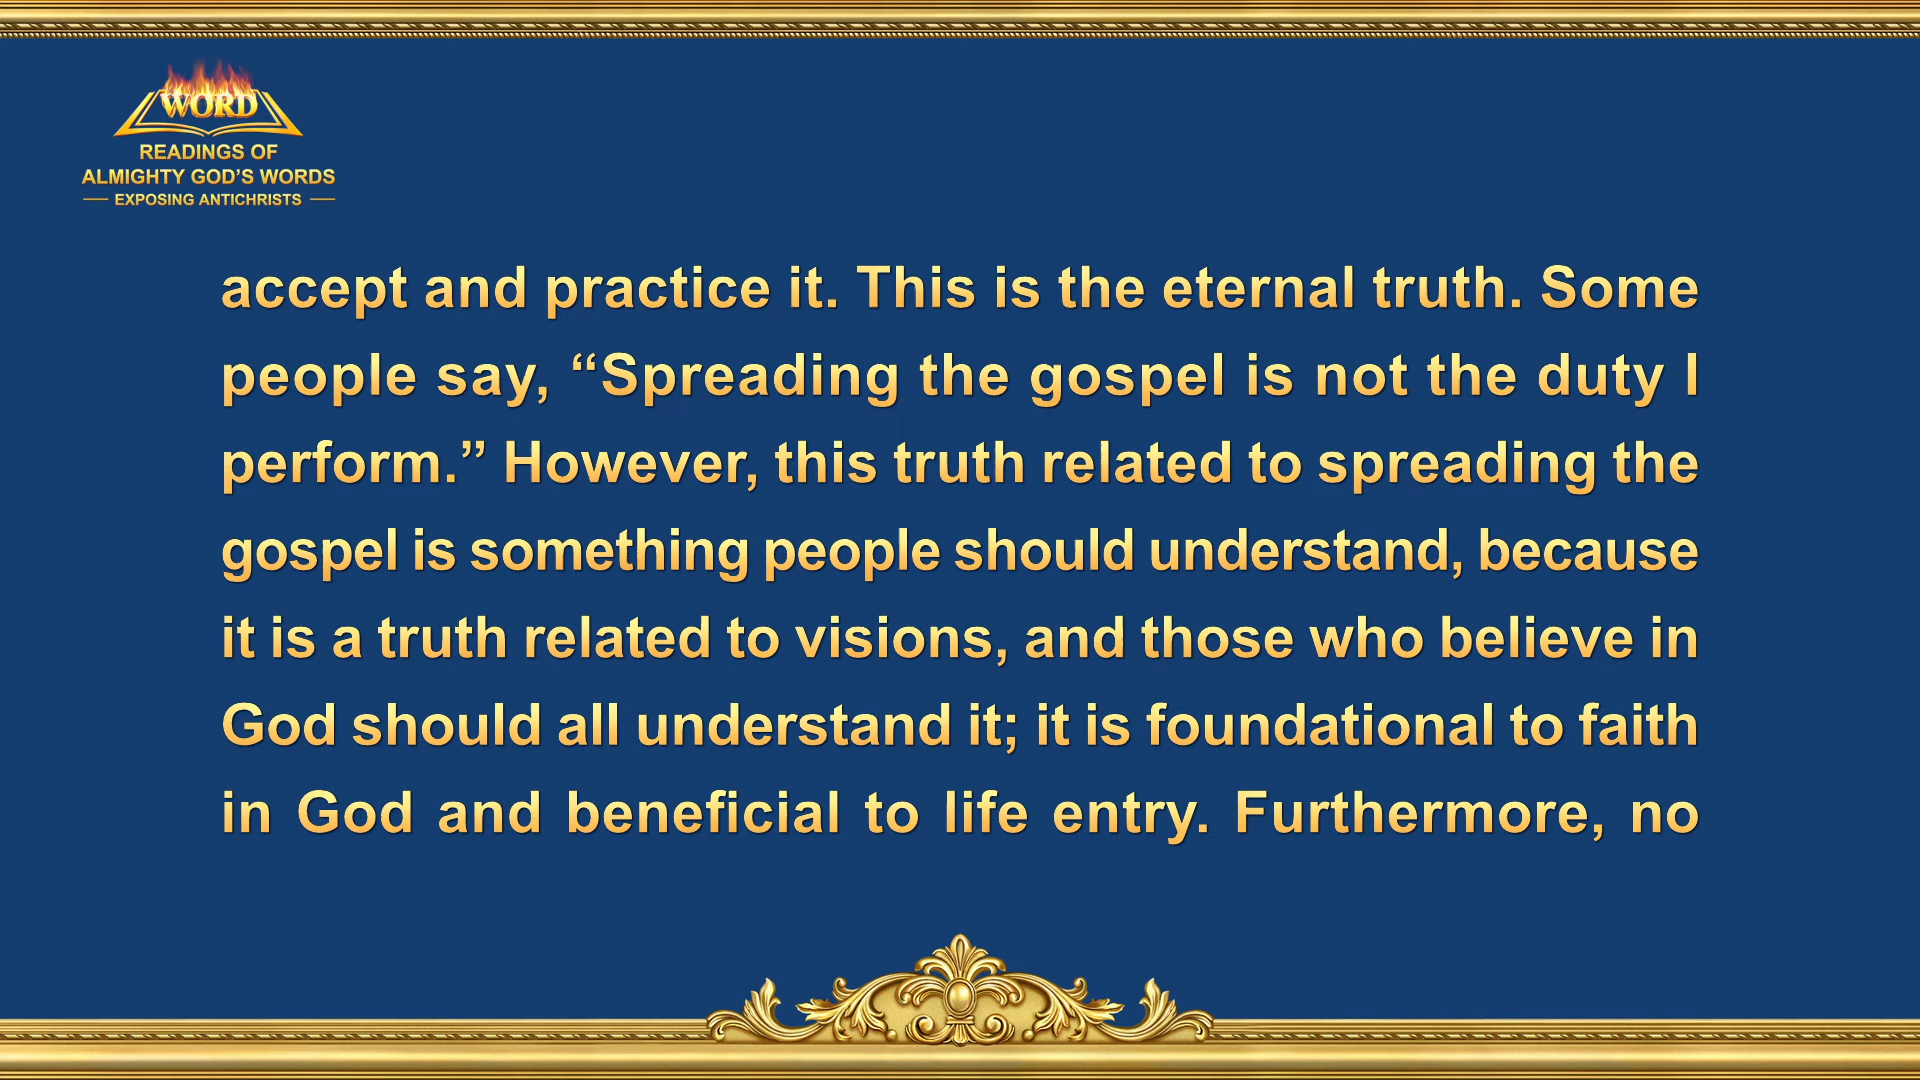 WORD
READINGS OF
ALMIGHTY GOD’S WORDS
EXPOSING ANTICHRISTS
accept and practice it. This is the eternal truth. Some
people say, “Spreading the gospel is not the duty I
perform.” However, this truth related to spreading the
gospel is something people should understand, because
it is a truth related to visions, and those who believe in
God should all understand it; it is foundational to faith
in God and beneficial to life entry. Furthermore, no